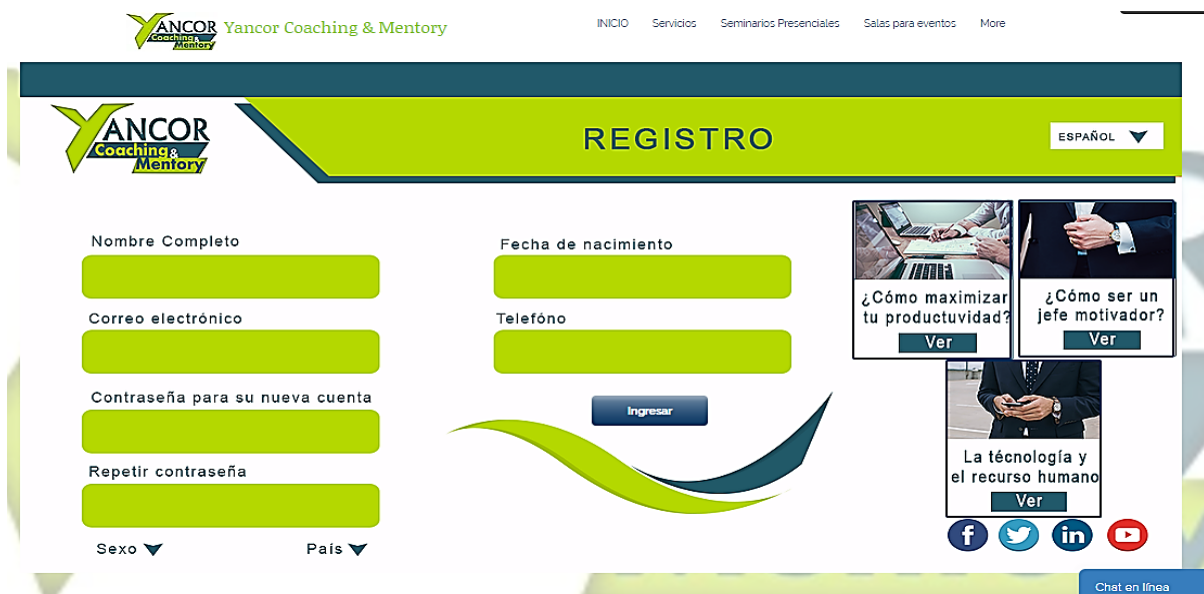 YANCOR
Coaching &
Mentory
Yancor Coaching & Mentory
INICIO
Servicios
Seminarios Presenciales
Salas para eventos
More
YANCOR
Coaching &
Mentory
REGISTRO
ESPAÑOL
Nombre Completo
Fecha de nacimiento
Correo electrónico
Telefóno
Contraseña para su nueva cuenta
Ingresar
Repetir contraseña
Sexo
País
¿Cómo maximizar
tu productuvidad?
Ver
¿Cómo ser un
jefe motivador?
Ver
La técnología y
el recurso humano
Ver
Chat en línea